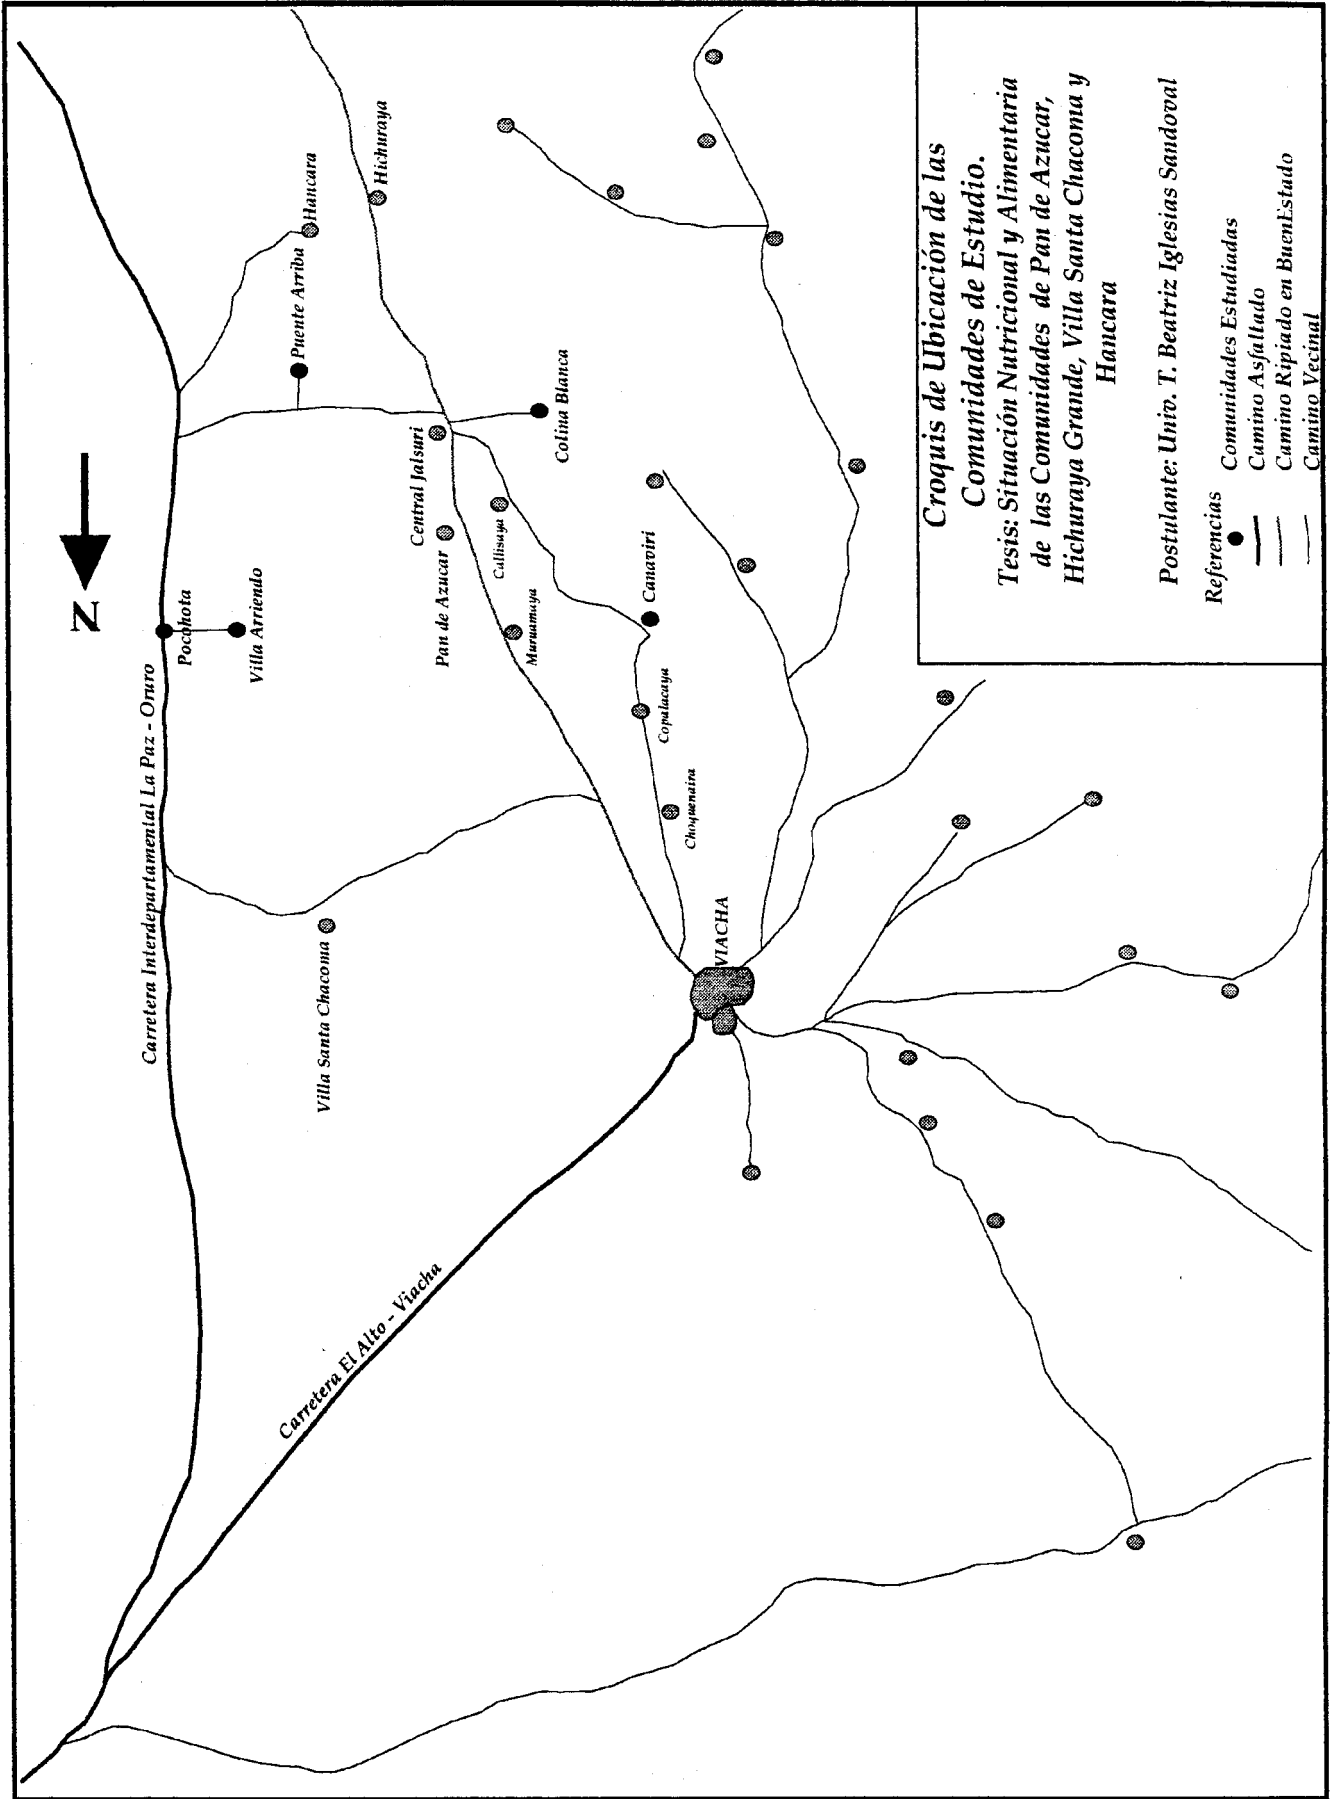 N
Carretera Interdepartamental La Paz - Oruro
Pocohota
Villa Arriendo
Puente Arriba
Hancara
Hichuraya
Central Jalsuri
Pan de Azucar
Callisaya
Muruamaya
Colina Blanca
Canaviri
Copalacaya
Choquenaira
Villa Santa Chacoma
VIACHA
Carretera El Alto - Viacha
Croquis de Ubicación de las
Comunidades de Estudio.
Tesis: Situación Nutricional y Alimentaria
de las Comunidades de Pan de Azucar,
Hichuraya Grande, Villa Santa Chacoma y
Hancara
Postulante: Univ. T. Beatriz Iglesias Sandoval
Referencias
Comunidades Estudiadas
Camino Asfaltado
Camino Ripiado en BuenEstado
Camino Vecinal